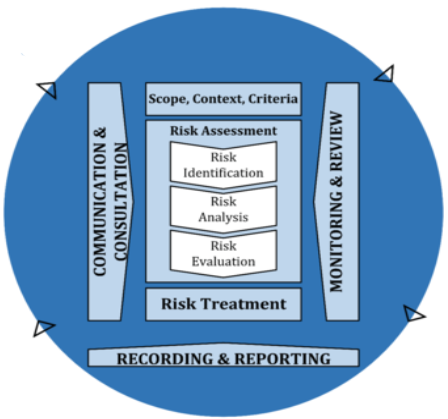 Scope, Context, Criteria
Risk Assessment
Risk
Identification
Risk
Analysis
Risk
Evaluation
Risk Treatment
COMMUNICATION &
CONSULTATION
MONITORING & REVIEW
RECORDING & REPORTING